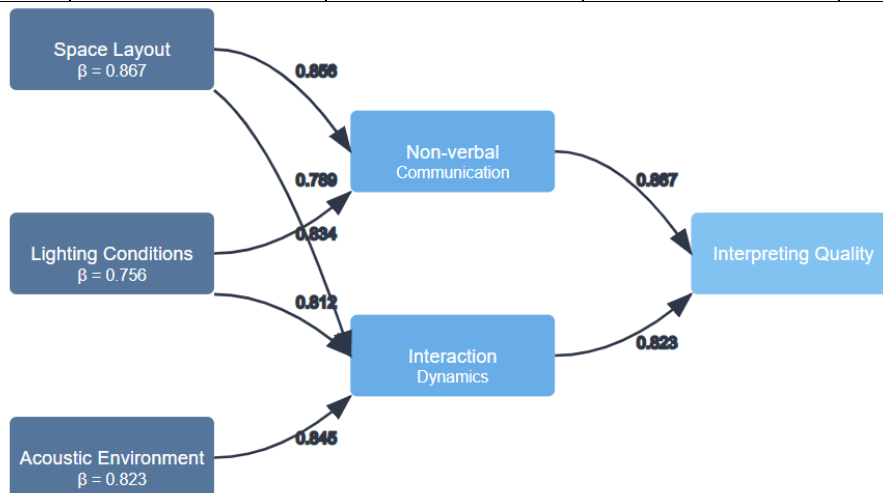 Space Layout
β = 0.867
0.856
Non-verbal
Communication
0.789
0.867
0.834
Lighting Conditions
β = 0.756
Interpreting Quality
0.812
Interaction
Dynamics
0.823
0.845
Acoustic Environment
β = 0.823